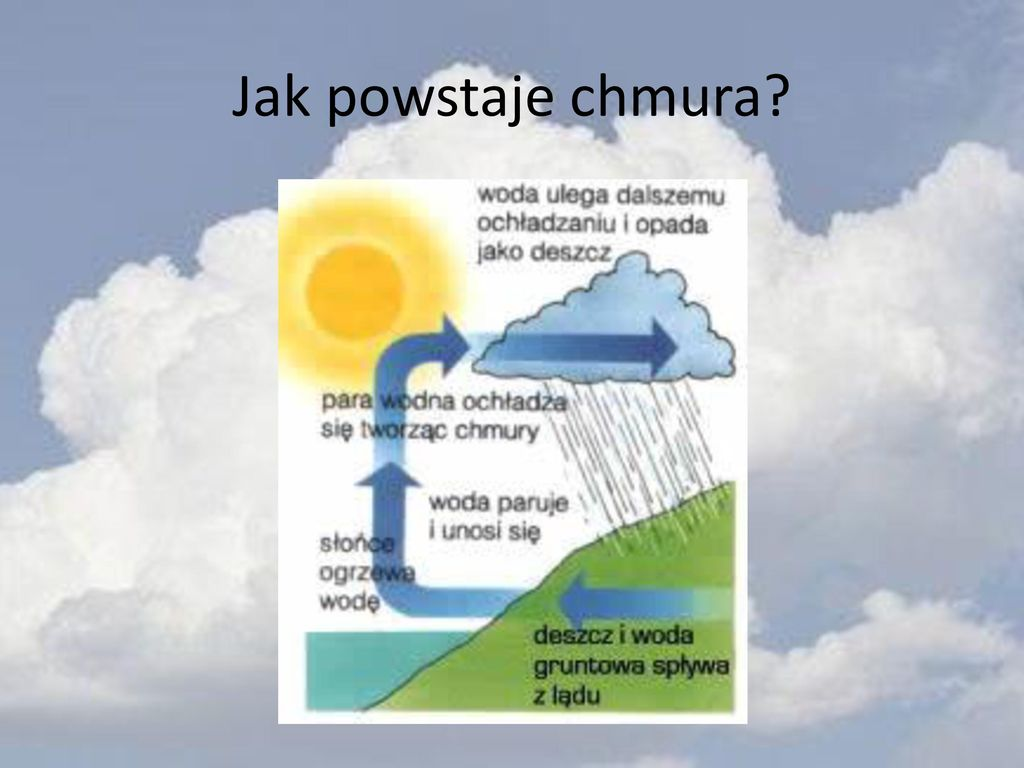 Jak powstaje chmura?
woda ulega dalszemu
ochładzaniu i opada
jako deszcz
para wodna ochładza
się tworząc chmury
woda paruje
i unosi się
słońce
ogrzewa
wodę
deszcz i woda
gruntowa spływa
z lądu